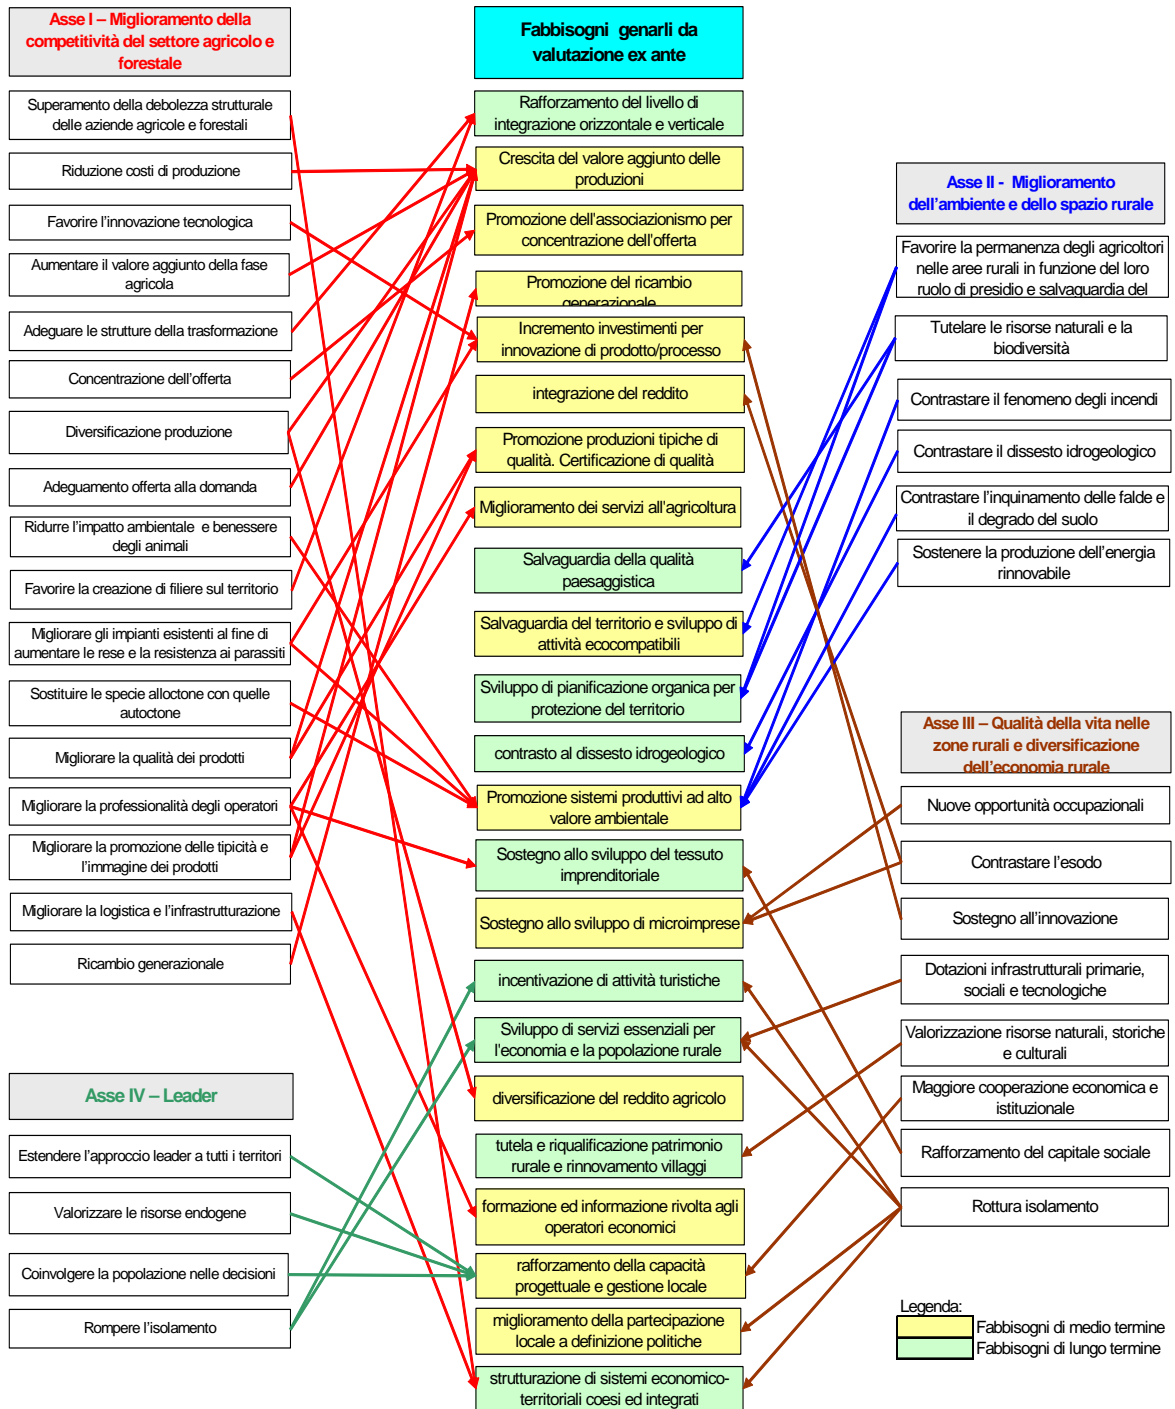 Asse I – Miglioramento della
competitività del settore agricolo e
forestale
Superamento della debolezza strutturale
delle aziende agricole e forestali
Riduzione costi di produzione
Favorire l'innovazione tecnologica
Aumentare il valore aggiunto della fase
agricola
Adeguare le strutture della trasformazione
Concentrazione dell'offerta
Diversificazione produzione
Adeguamento offerta alla domanda
Ridurre l'impatto ambientale e benessere
degli animali
Favorire la creazione di filiere sul territorio
Migliorare gli impianti esistenti al fine di
aumentare le rese e la resistenza ai parassiti
Sostituire le specie alloctone con quelle
autoctone
Migliorare la qualità dei prodotti
Migliorare la professionalità degli operatori
Migliorare la promozione delle tipicità e
l'immagine dei prodotti
Migliorare la logistica e l'infrastrutturazione
Ricambio generazionale
Asse IV – Leader
Estendere l'approccio leader a tutti i territori
Valorizzare le risorse endogene
Coinvolgere la popolazione nelle decisioni
Rompere l'isolamento
Fabbisogni genarli da
valutazione ex ante
Rafforzamento del livello di
integrazione orizzontale e verticale
Crescita del valore aggiunto delle
produzioni
Promozione dell'associazionismo per
concentrazione dell'offerta
Promozione del ricambio
generazionale
Incremento investimenti per
innovazione di prodotto/processo
integrazione del reddito
Promozione produzioni tipiche di
qualità. Certificazione di qualità
Miglioramento dei servizi all'agricoltura
Salvaguardia della qualità
paesaggistica
Salvaguardia del territorio e sviluppo di
attività ecocompatibili
Sviluppo di pianificazione organica per
protezione del territorio
contrasto al dissesto idrogeologico
Promozione sistemi produttivi ad alto
valore ambientale
Sostegno allo sviluppo del tessuto
imprenditoriale
Sostegno allo sviluppo di microimprese
incentivazione di attività turistiche
Sviluppo di servizi essenziali per
l'economia e la popolazione rurale
diversificazione del reddito agricolo
tutela e riqualificazione patrimonio
rurale e rinnovamento villaggi
formazione ed informazione rivolta agli
operatori economici
rafforzamento della capacità
progettuale e gestione locale
miglioramento della partecipazione
locale a definizione politiche
strutturazione di sistemi economico-
territoriali coesi ed integrati
Asse II - Miglioramento
dell'ambiente e dello spazio rurale
Favorire la permanenza degli agricoltori
nelle aree rurali in funzione del loro
ruolo di presidio e salvaguardia del
Tutelare le risorse naturali e la
biodiversità
Contrastare il fenomeno degli incendi
Contrastare il dissesto idrogeologico
Contrastare l'inquinamento delle falde e
il degrado del suolo
Sostenere la produzione dell'energia
rinnovabile
Asse III – Qualità della vita nelle
zone rurali e diversificazione
dell'economia rurale
Nuove opportunità occupazionali
Contrastare l'esodo
Sostegno all'innovazione
Dotazioni infrastrutturali primarie,
sociali e tecnologiche
Valorizzazione risorse naturali, storiche
e culturali
Maggiore cooperazione economica e
istituzionale
Rafforzamento del capitale sociale
Rottura isolamento
Legenda:
Fabbisogni di medio termine
Fabbisogni di lungo termine